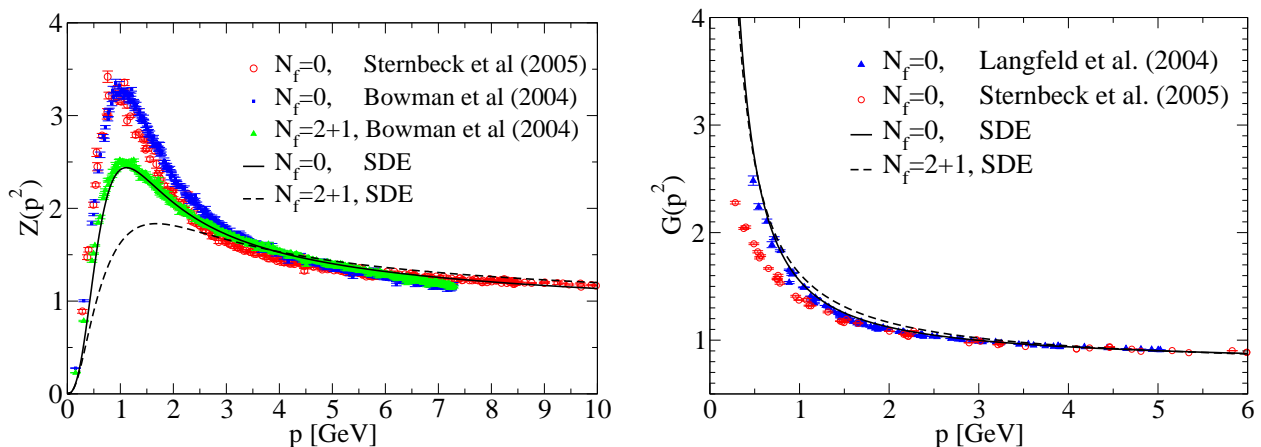 4
3
2
1
0
Z(p²)
N_f=0, Sternbeck et al (2005)
N_f=0, Bowman et al (2004)
N_f=2+1, Bowman et al (2004)
N_f=0, SDE
N_f=2+1, SDE
0 1 2 3 4 5 6 7 8 9 10
p [GeV]
4
3
2
1
G(p²)
N_f=0, Langfeld et al. (2004)
N_f=0, Sternbeck et al. (2005)
N_f=0, SDE
N_f=2+1, SDE
0 1 2 3 4 5 6
p [GeV]